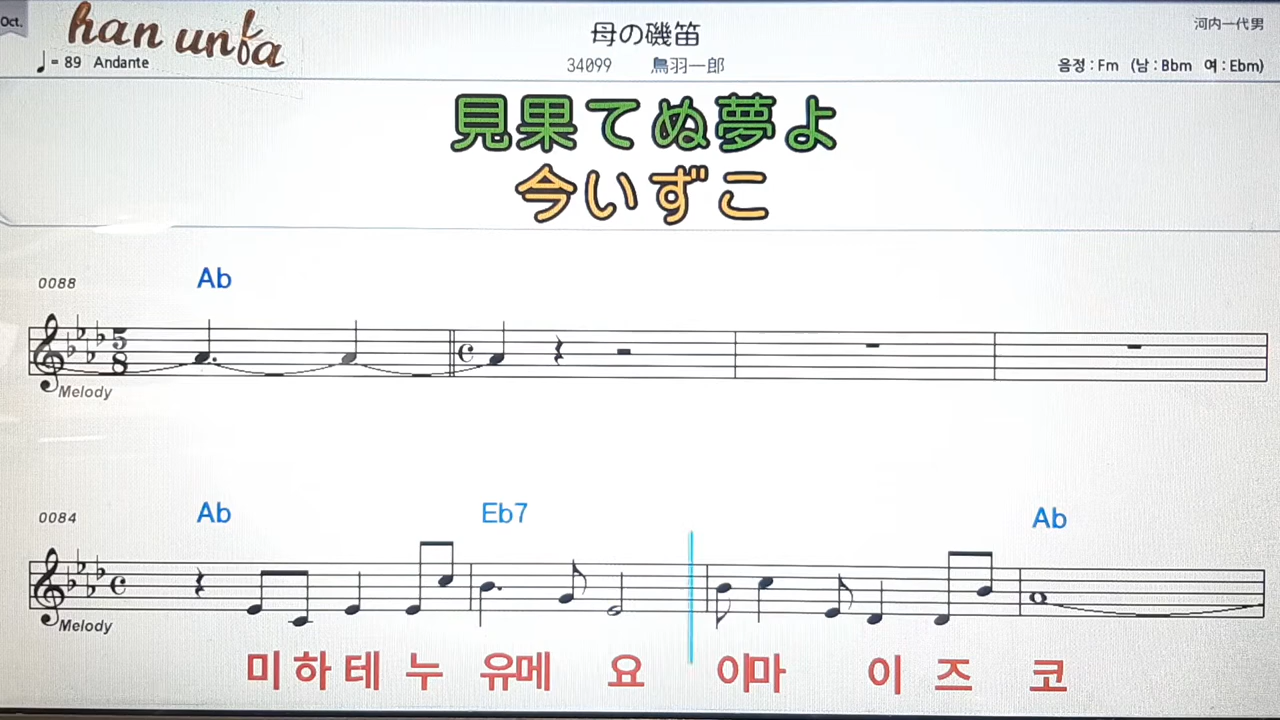 Oct.
han unfa
♩= 89 Andante
母の磯笛
34099 鳥羽一郎
河内一代男
음정 : Fm (남 : Bbm 여 : Ebm)
見果てぬ夢よ
今いずこ
0088
Ab
5
8
Melody
0084
Ab Eb7 Ab
Melody
미 하 테 누 유메 요 이마 이 즈 코